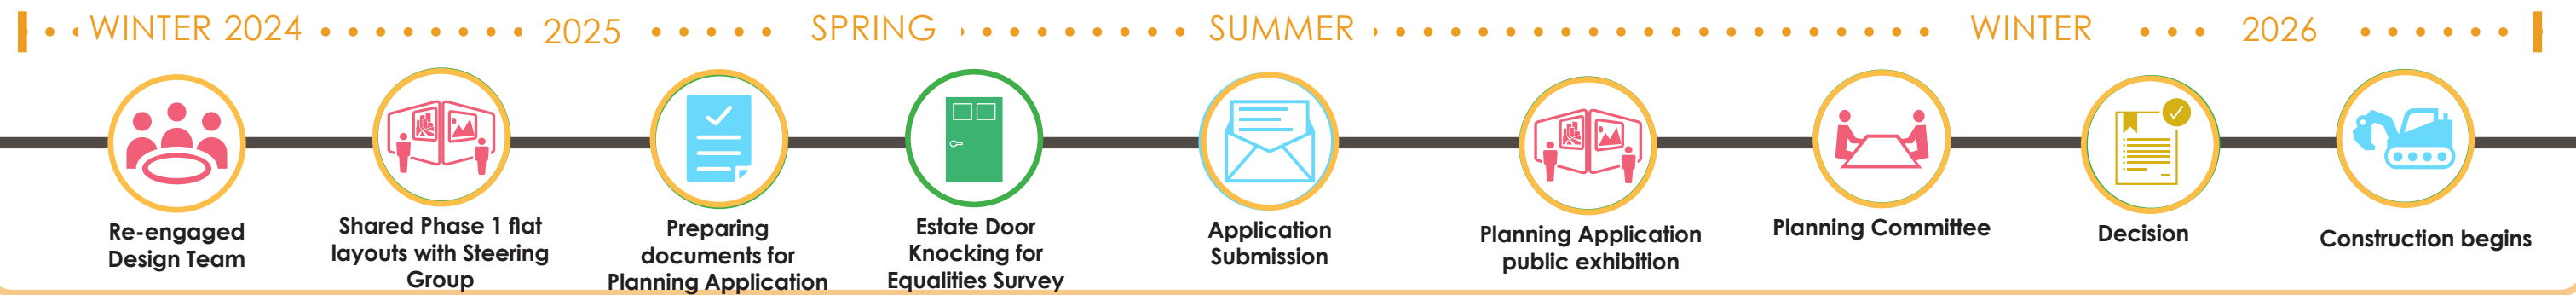 WINTER 2024 2025 SPRING SUMMER WINTER 2026
Re-engaged
Design Team
Shared Phase 1 flat
layouts with Steering
Group
Preparing
documents for
Planning Application
Estate Door
Knocking for
Equalities Survey
Application
Submission
Planning Application
public exhibition
Planning Committee
Decision
Construction begins